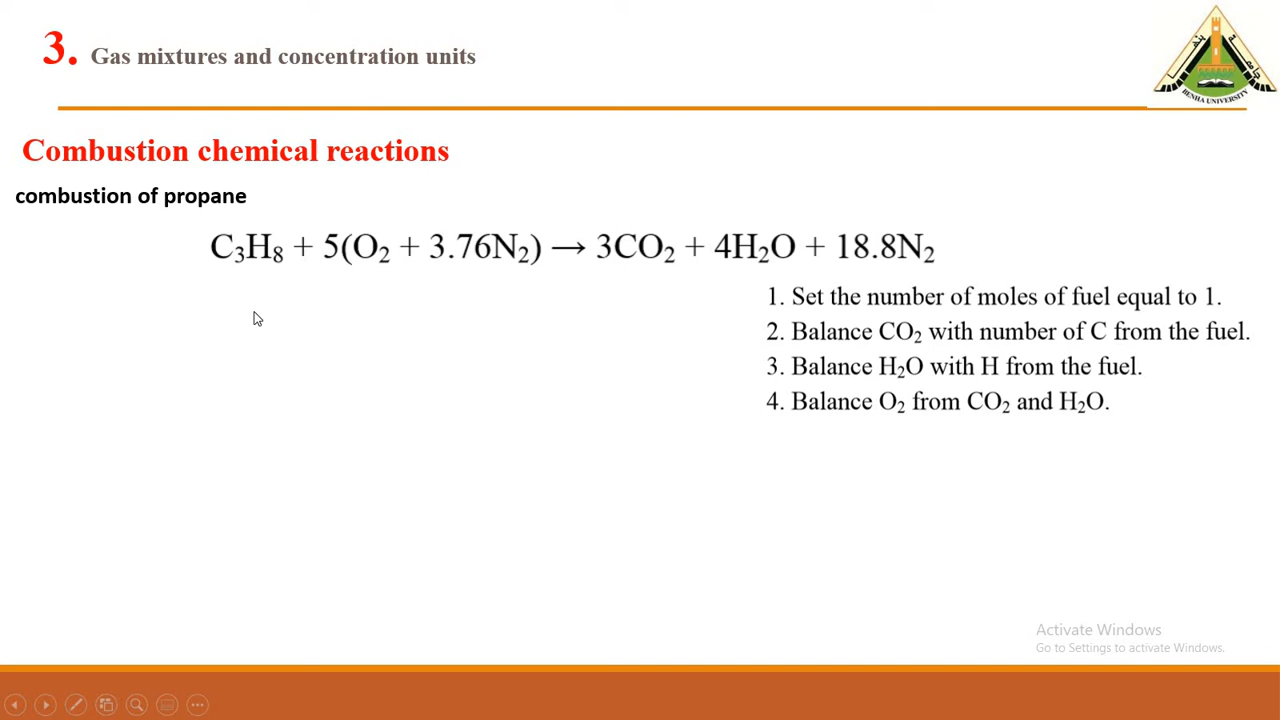 3. Gas mixtures and concentration units
BENHA UNIVERSITY
Combustion chemical reactions
combustion of propane
C₃H₈ + 5(O₂ + 3.76N₂) → 3CO₂ + 4H₂O + 18.8N₂
1. Set the number of moles of fuel equal to 1.
2. Balance CO₂ with number of C from the fuel.
3. Balance H₂O with H from the fuel.
4. Balance O₂ from CO₂ and H₂O.
Activate Windows
Go to Settings to activate Windows.